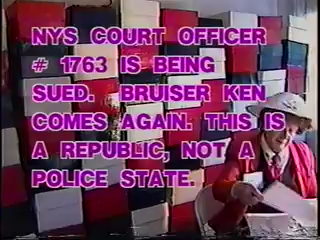 NYS COURT OFFICER
# 1763 IS BEING
SUED. BRUISER KEN
COMES AGAIN. THIS IS
A REPUBLIC, NOT A
POLICE STATE.